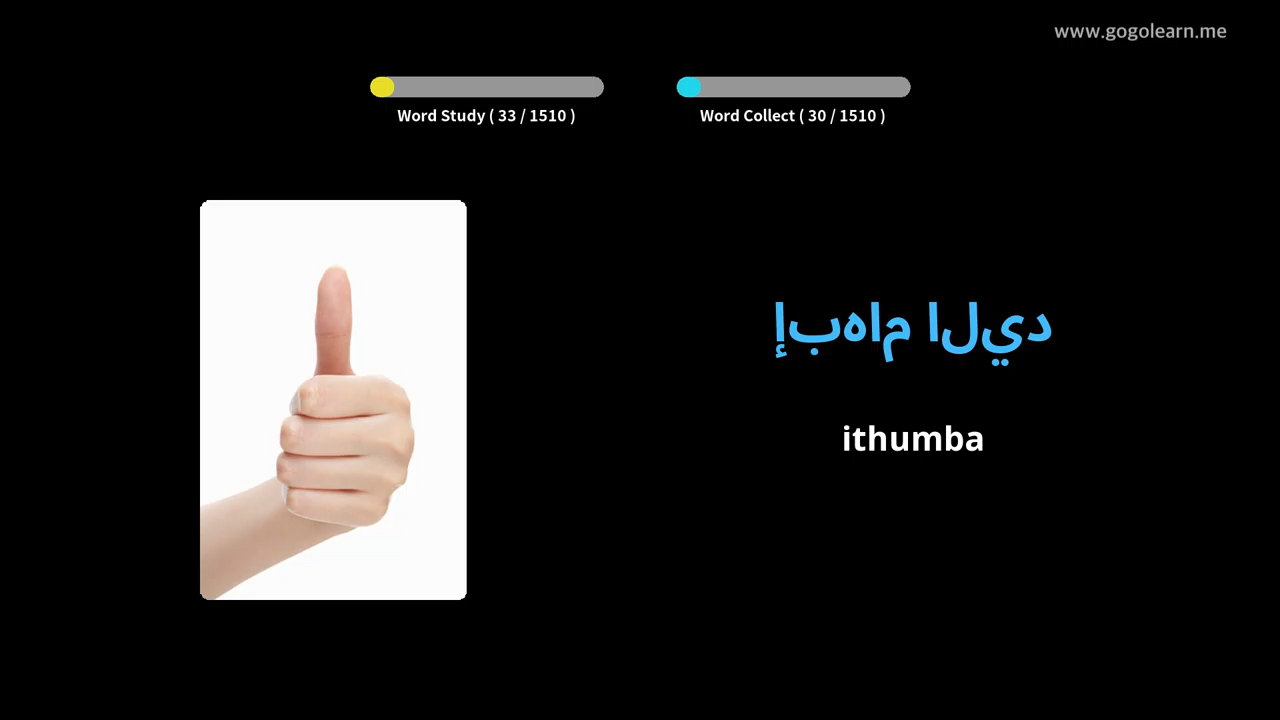 www.gogolearn.me
Word Study ( 33 / 1510 )
Word Collect ( 30 / 1510 )
إبهام اليد
ithumba